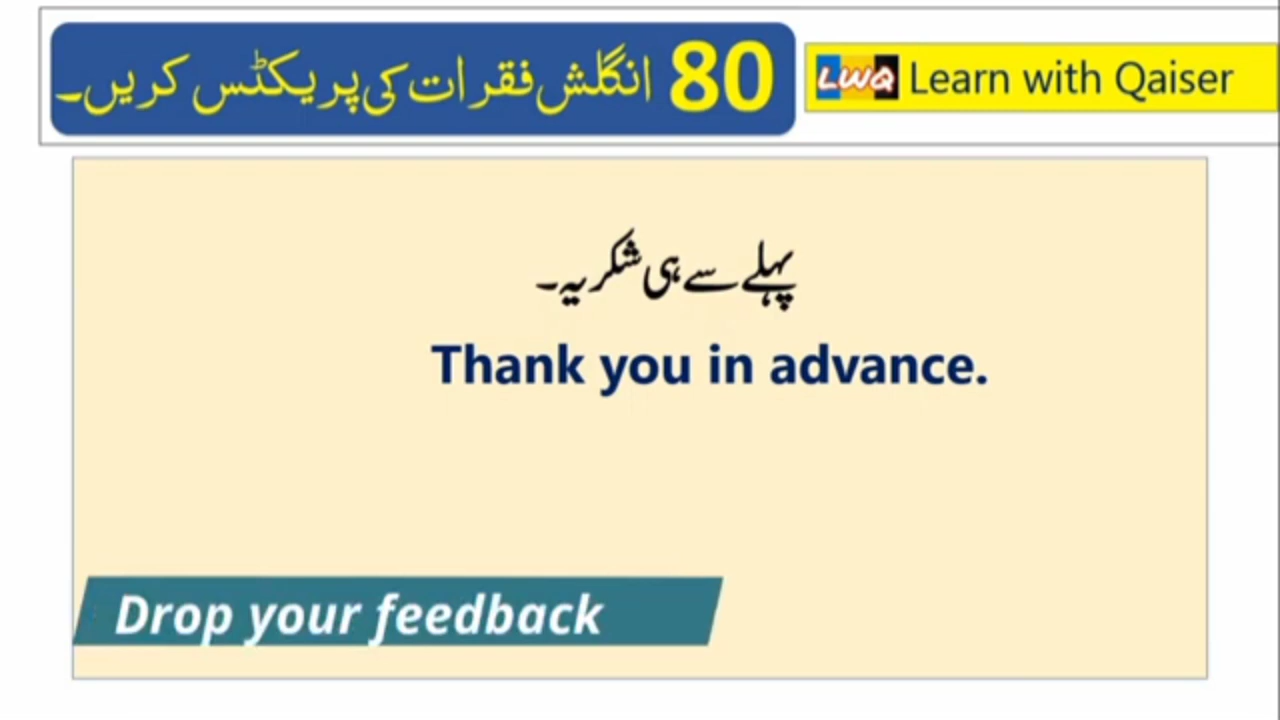 80 انگلش فقرات کی پریکٹس کریں۔
LWQ Learn with Qaiser
پہلے سے ہی شکریہ۔
Thank you in advance.
Drop your feedback